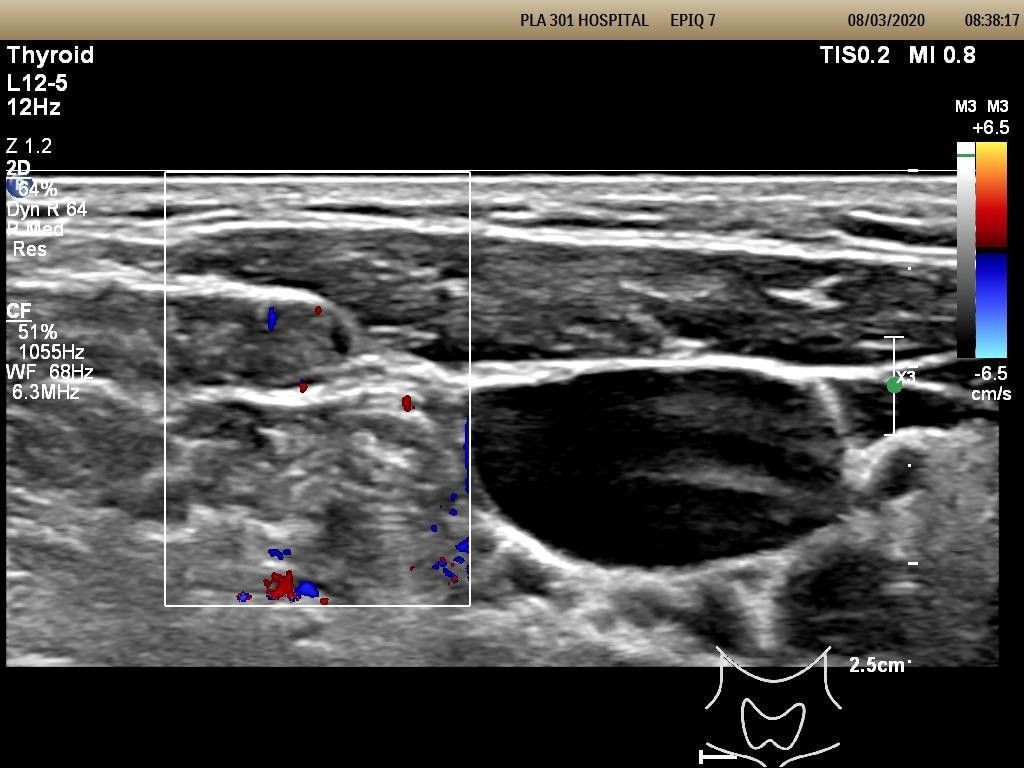 PLA 301 HOSPITAL EPIQ 7 08/03/2020 08:38:17
Thyroid
L12-5
12Hz
TIS0.2 MI 0.8
M3 M3
+6.5
Z 1.2
2D
64%
Dyn R 64
P Med
Res
CF
51%
1055Hz
WF 68Hz
6.3MHz
X3
-6.5
cm/s
2.5cm